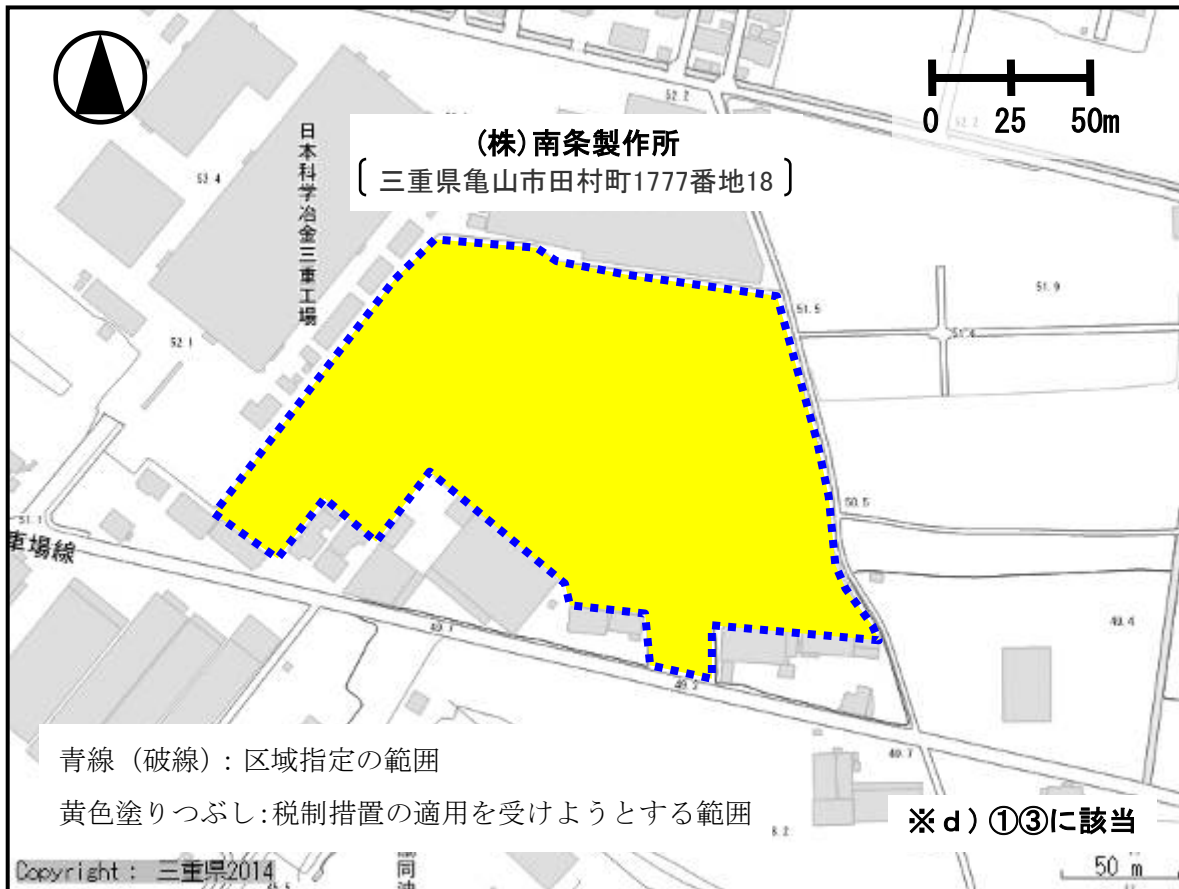 0 25 50m
52.2
52.2
(株)南条製作所
〔 三重県亀山市田村町1777番地18 〕
日本科学冶金三重工場
53.4
51.9
51.5
51.4
52.1
50.5
51.1
車場線
49.4
49.7
青線（破線）: 区域指定の範囲
黄色塗りつぶし:税制措置の適用を受けようとする範囲
※ｄ）①③に該当
Copyright : 三重県2014
50 m